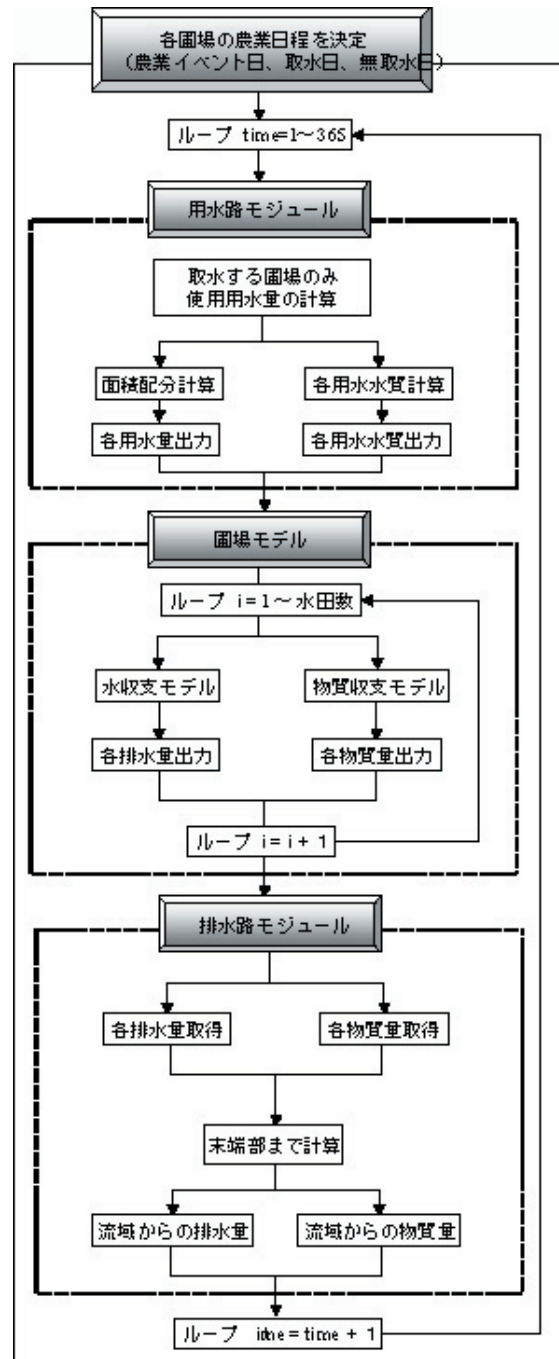 各圃場の農業日程を決定
(農業イベント日、取水日、無取水日)
ループ time=1～365
用水路モジュール
取水する圃場のみ
使用用水量の計算
面積配分計算
各用水水質計算
各用水量出力
各用水水質出力
圃場モデル
ループ i=1～水田数
水収支モデル
物質収支モデル
各排水量出力
各物質量出力
ループ i=i+1
排水路モジュール
各排水量取得
各物質量取得
末端部まで計算
流域からの排水量
流域からの物質量
ループ itme=time+1